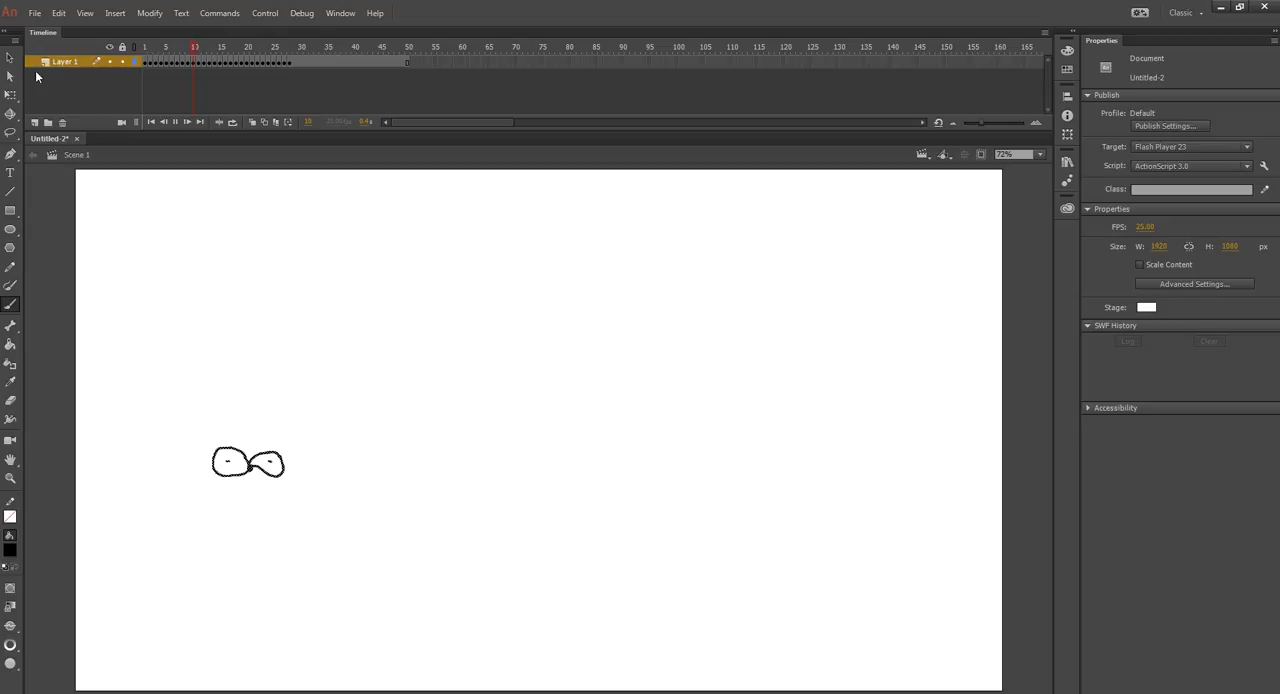 An File Edit View Insert Modify Text Commands Control Debug Window Help Classic
Timeline
1 5 10 15 20 25 30 35 40 45 50 55 60 65 70 75 80 85 90 95 100 105 110 115 120 125 130 135 140 145 150 155 160 165
Layer 1
10 0.4 s
Untitled-2* ×
Scene 1
72%
Properties
Document
Untitled-2
Publish
Profile: Default
Publish Settings...
Target: Flash Player 23
Script: ActionScript 3.0
Class:
Properties
FPS: 25.00
Size: W: 1920 H: 1080 px
Scale Content
Advanced Settings...
Stage:
SWF History
Log Clear
Accessibility